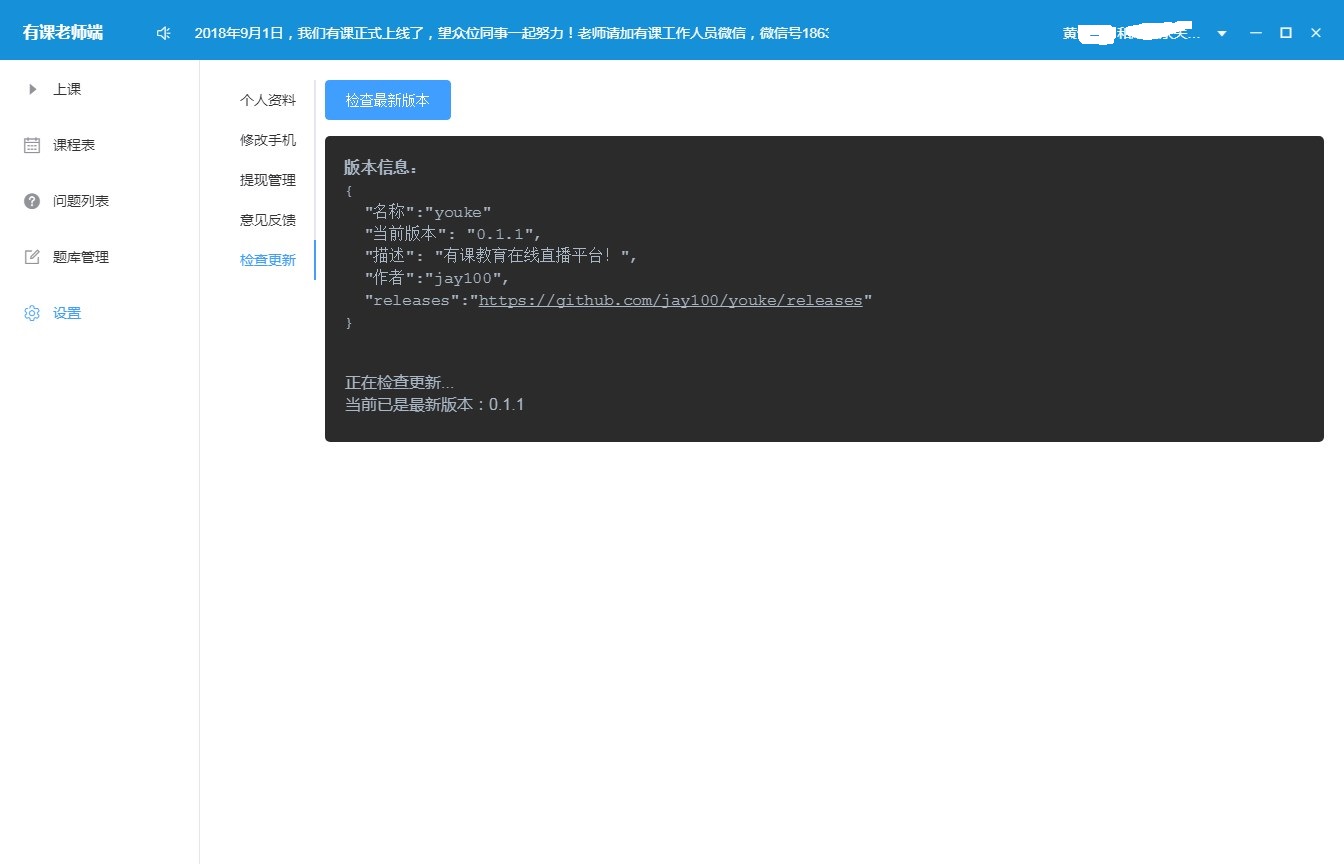 有课老师端
2018年9月1日，我们有课正式上线了，望众位同事一起努力！老师请加有课工作人员微信，微信号1863
黄
上课
课程表
问题列表
题库管理
设置
个人资料
修改手机
提现管理
意见反馈
检查更新
检查最新版本
版本信息：
{
"名称":"youke"
"当前版本": "0.1.1",
"描述": "有课教育在线直播平台！",
"作者":"jay100",
"releases":"https://github.com/jay100/youke/releases"
}
正在检查更新...
当前已是最新版本：0.1.1